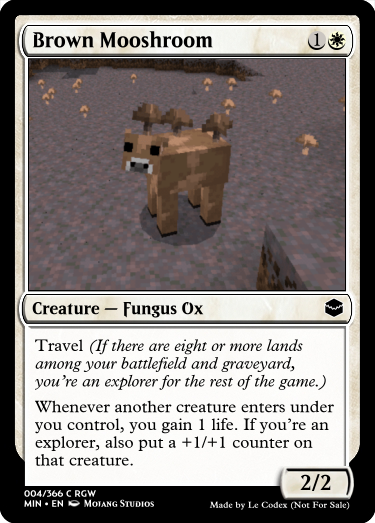 Brown Mooshroom
1
Creature — Fungus Ox
Travel (If there are eight or more lands
among your battlefield and graveyard,
you're an explorer for the rest of the game.)
Whenever another creature enters under
you control, you gain 1 life. If you're an
explorer, also put a +1/+1 counter on
that creature.
2/2
004/366 C RGW
MIN • EN Mojang Studios
Made by Le Codex (Not For Sale)